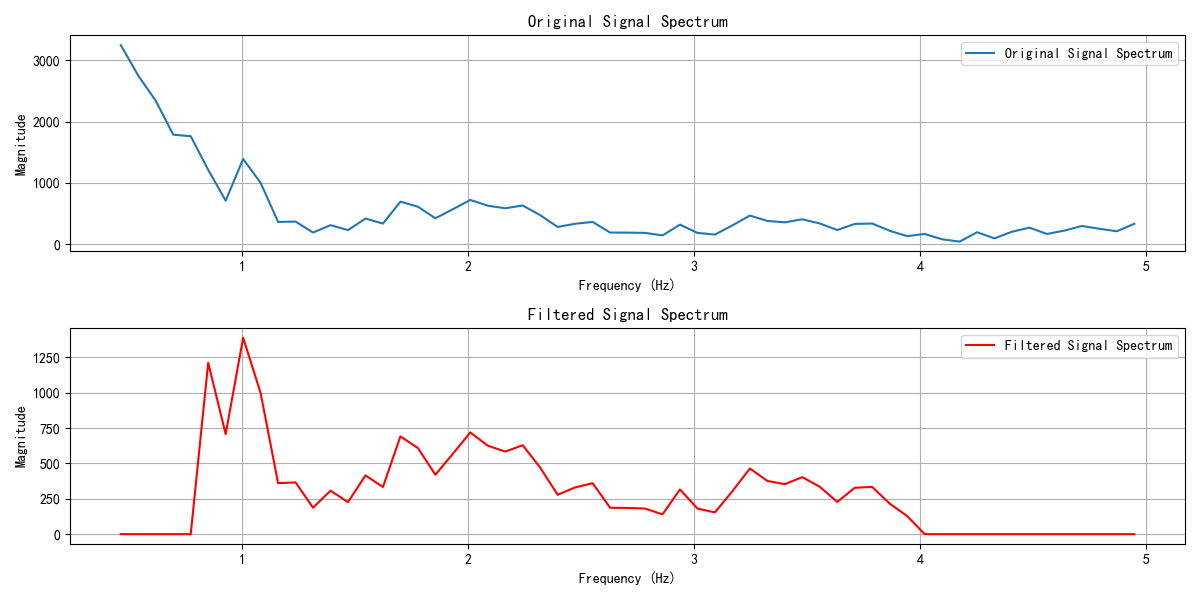 Original Signal Spectrum
Original Signal Spectrum
3000
2000
1000
0
Magnitude
1 2 3 4 5
Frequency (Hz)
Filtered Signal Spectrum
Filtered Signal Spectrum
1250
1000
750
500
250
0
Magnitude
1 2 3 4 5
Frequency (Hz)